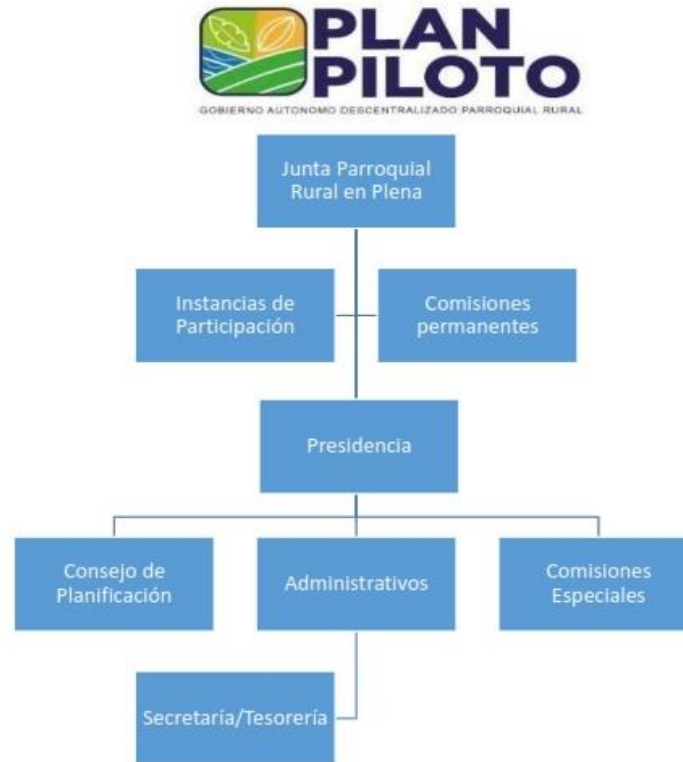 PLAN
PILOTO
GOBIERNO AUTONOMO DESCENTRALIZADO PARROQUIAL RURAL
Junta Parroquial
Rural en Plena
Instancias de
Participación
Comisiones
permanentes
Presidencia
Consejo de
Planificación
Administrativos
Comisiones
Especiales
Secretaría/Tesorería